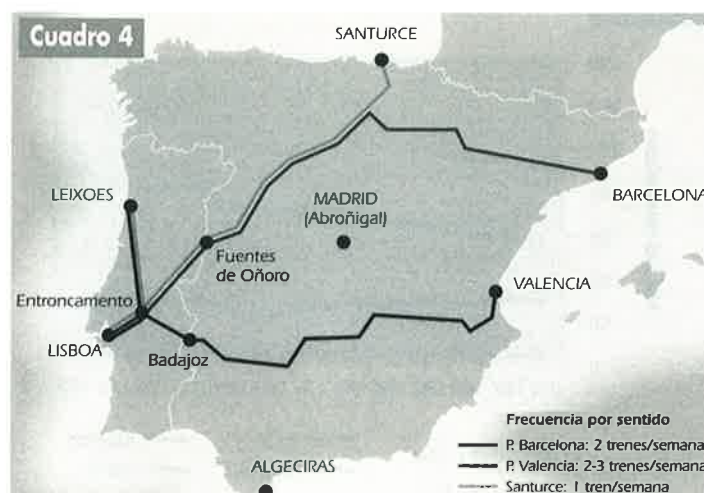 Cuadro 4
SANTURCE
LEIXOES
MADRID
(Abroñigal)
BARCELONA
Fuentes
de Oñoro
VALENCIA
Entroncamento
LISBOA
Badajoz
ALGECIRAS
Frecuencia por sentido
P. Barcelona: 2 trenes/semana
P. Valencia: 2-3 trenes/semana
Santurce: 1 tren/semana